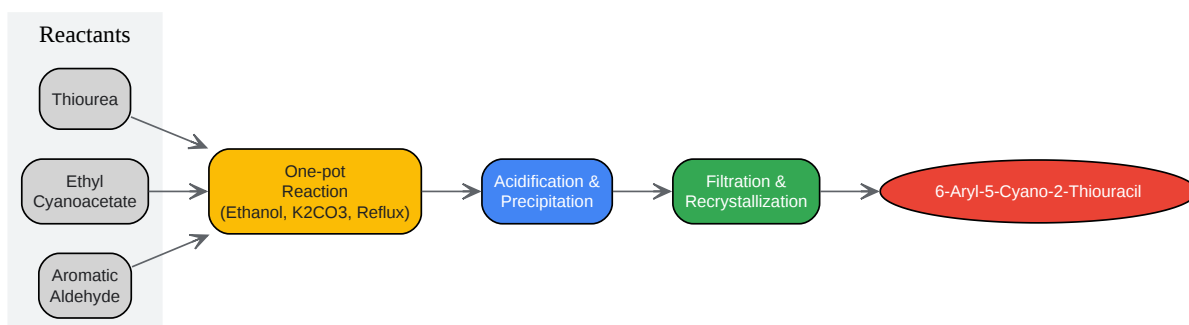 Reactants
Thiourea
Ethyl
Cyanoacetate
Aromatic
Aldehyde
One-pot
Reaction
(Ethanol, K2CO3, Reflux)
Acidification &
Precipitation
Filtration &
Recrystallization
6-Aryl-5-Cyano-2-Thiouracil